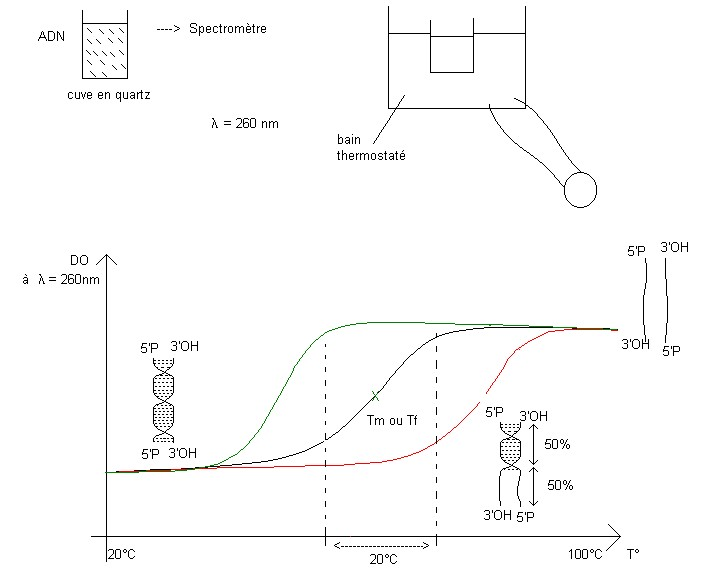 ADN
----> Spectromètre
cuve en quartz
λ = 260 nm
bain
thermostaté
DO
à λ = 260nm
5'P 3'OH
3'OH 5'P
5'P 3'OH
5'P 3'OH
Tm ou Tf
5'P 3'OH
50%
50%
3'OH 5'P
20°C
20°C
100°C
T°